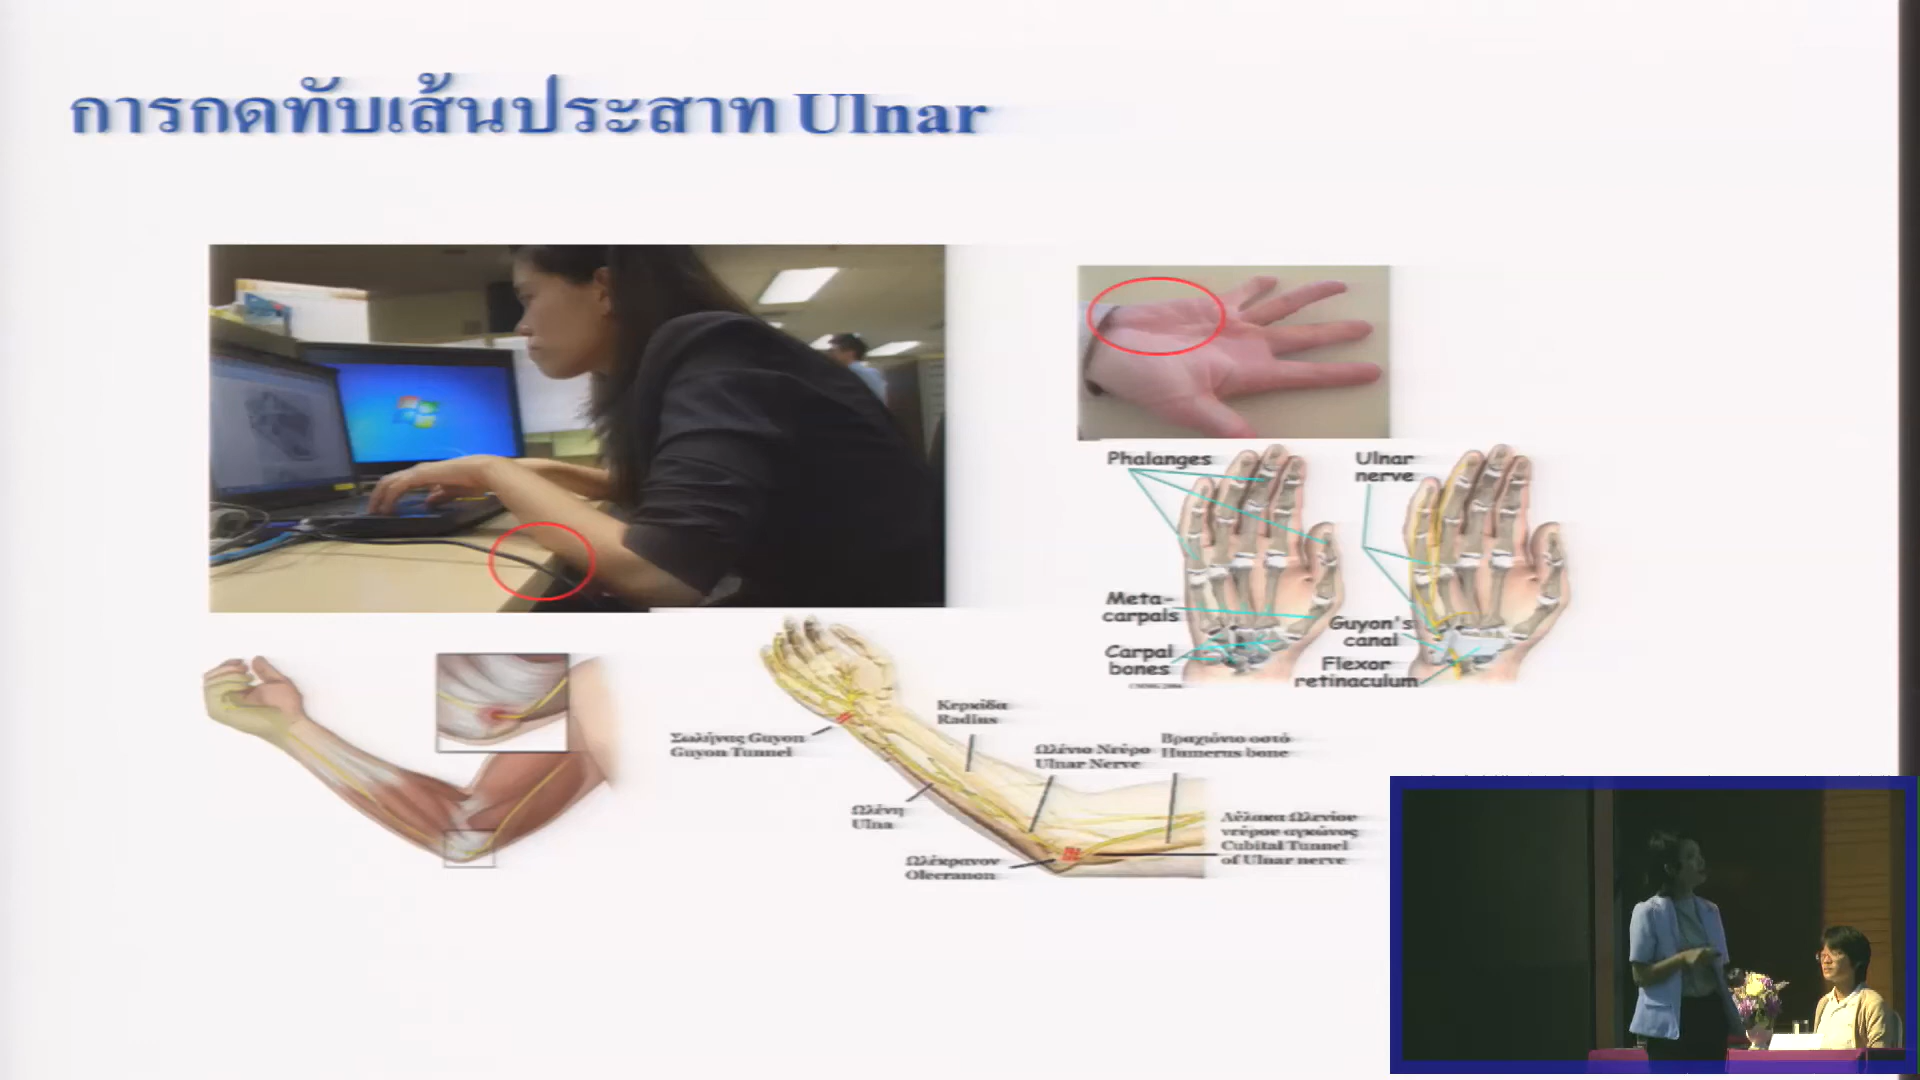 การกดทับเส้นประสาท Ulnar
Phalanges
Ulnar
nerve
Meta-
carpals
Carpal
bones
Guyon's
canal
Flexor
retinaculum
Κερκίδα
Radius
Σωλήνας Guyon
Guyon Tunnel
Ωλένιο Νεύρο
Ulnar Nerve
Βραχιόνιο οστό
Humerus bone
Ωλένη
Ulna
Ωλέκρανον
Olecranon
Αύλακα Ωλενίου
νεύρου αγκώνος
Cubital Tunnel
of Ulnar nerve